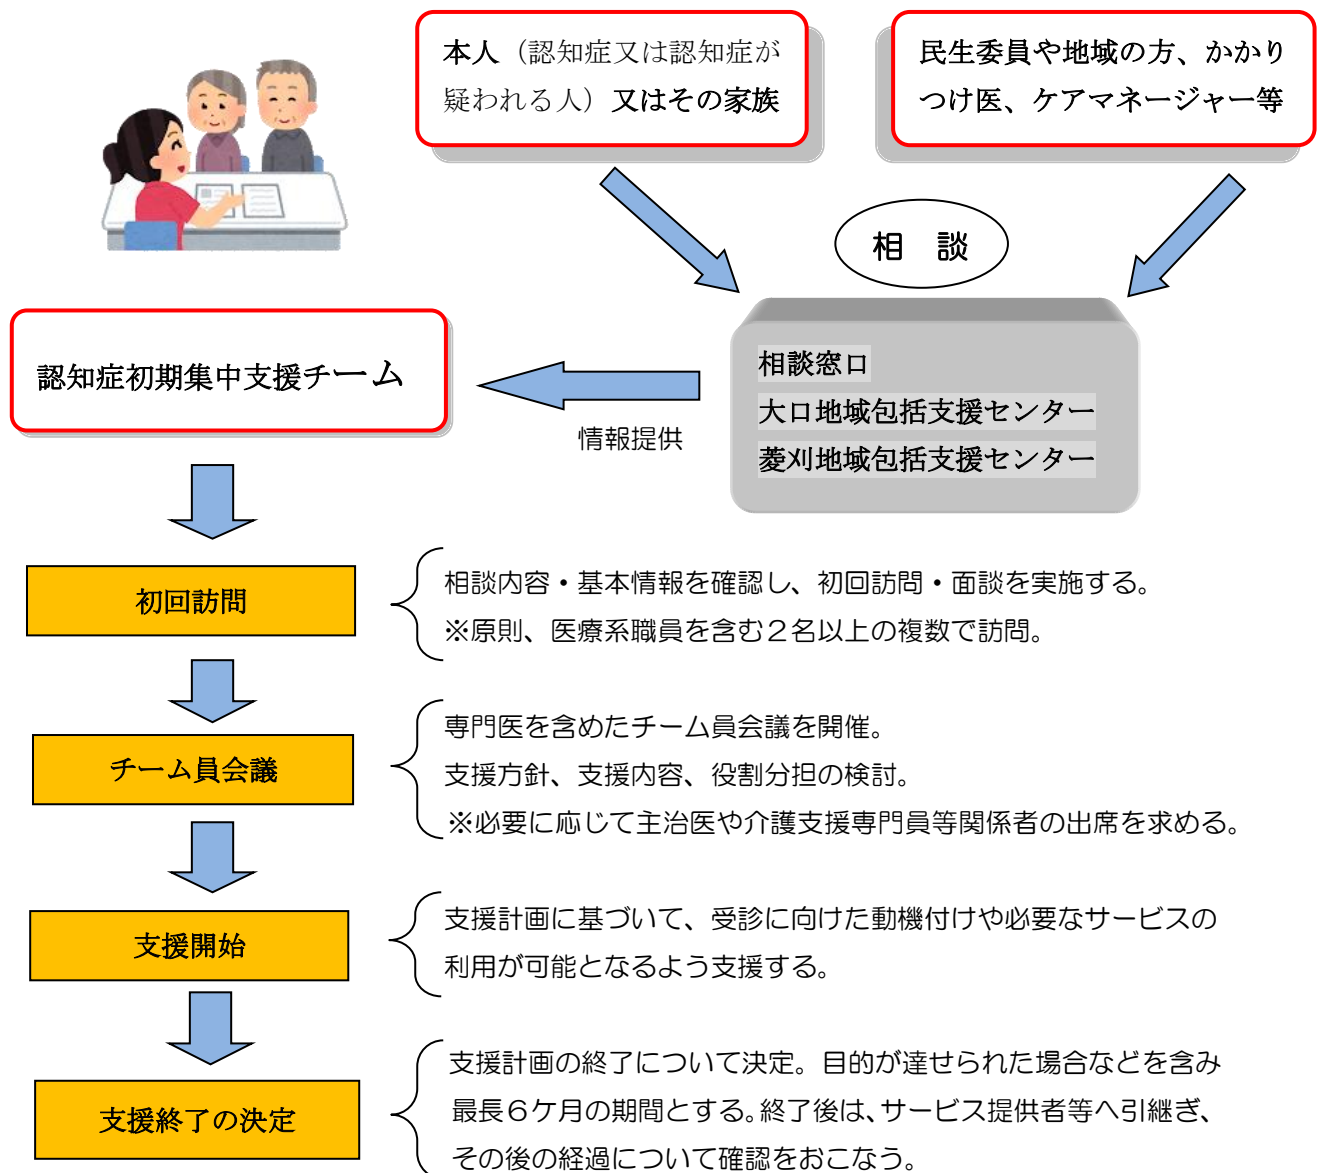 本人（認知症又は認知症が
疑われる人）又はその家族
民生委員や地域の方、かかり
つけ医、ケアマネージャー等
相　談
相談窓口
大口地域包括支援センター
菱刈地域包括支援センター
情報提供
認知症初期集中支援チーム
初回訪問
相談内容・基本情報を確認し、初回訪問・面談を実施する。
※原則、医療系職員を含む２名以上の複数で訪問。
チーム員会議
専門医を含めたチーム員会議を開催。
支援方針、支援内容、役割分担の検討。
※必要に応じて主治医や介護支援専門員等関係者の出席を求める。
支援開始
支援計画に基づいて、受診に向けた動機付けや必要なサービスの
利用が可能となるよう支援する。
支援終了の決定
支援計画の終了について決定。目的が達せられた場合などを含み
最長６ケ月の期間とする。終了後は、サービス提供者等へ引継ぎ、
その後の経過について確認をおこなう。